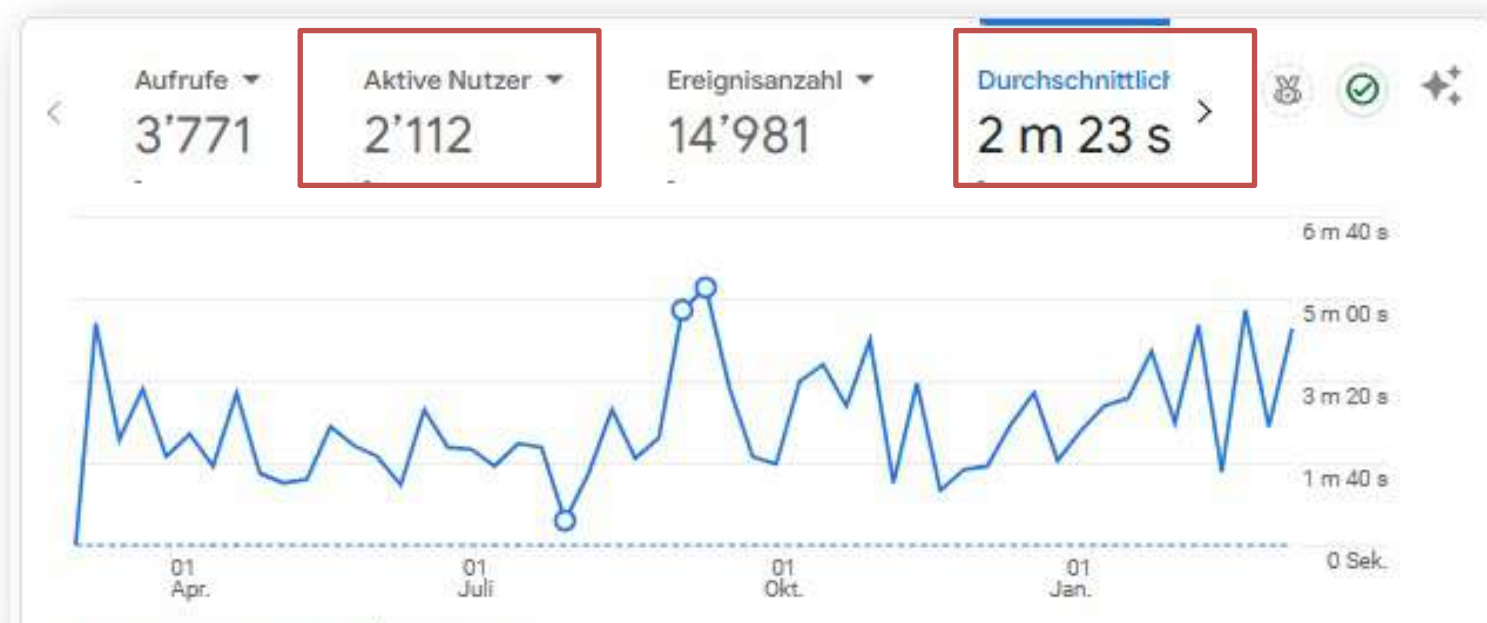 Aufrufe
3’771
-
Aktive Nutzer
2’112
-
Ereignisanzahl
14’981
-
Durchschnittlich
2 m 23 s
-
6 m 40 s
5 m 00 s
3 m 20 s
1 m 40 s
0 Sek.
01
Apr.
01
Juli
01
Okt.
01
Jan.